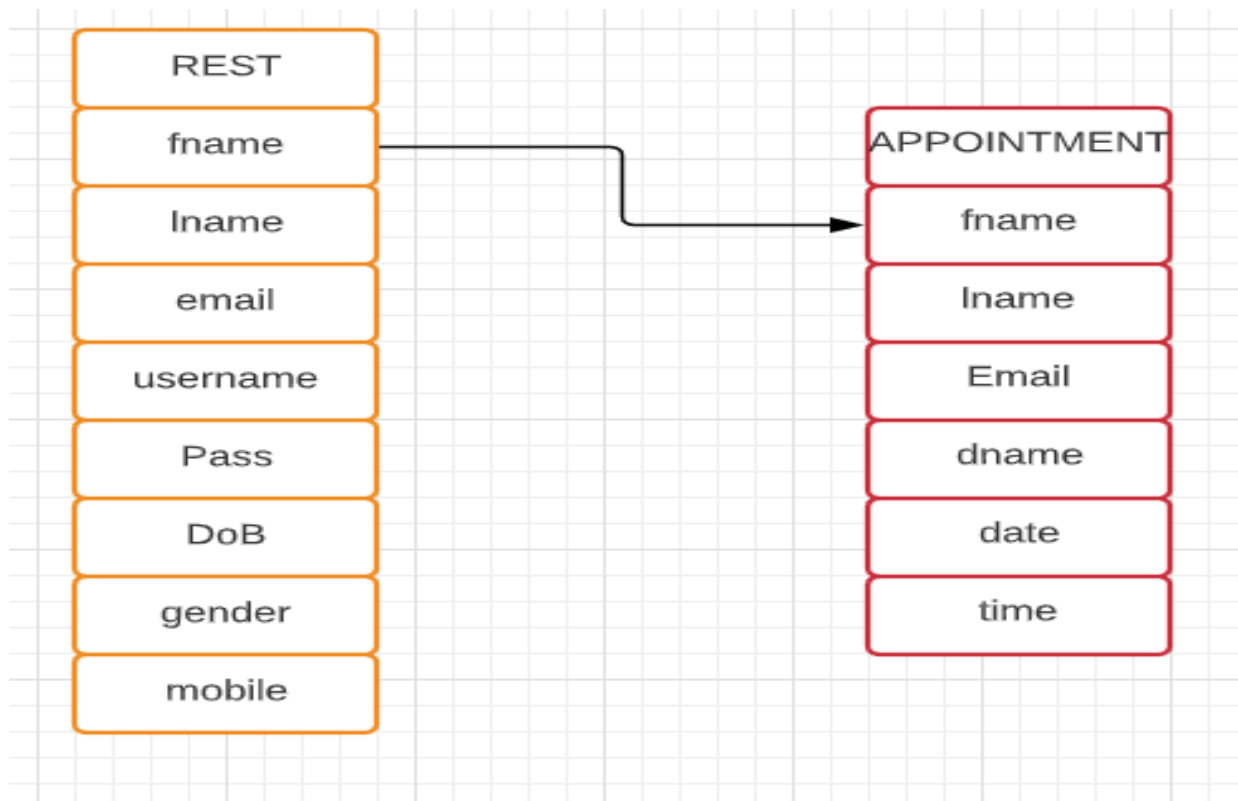 REST
fname
lname
email
username
Pass
DoB
gender
mobile
APPOINTMENT
fname
lname
Email
dname
date
time